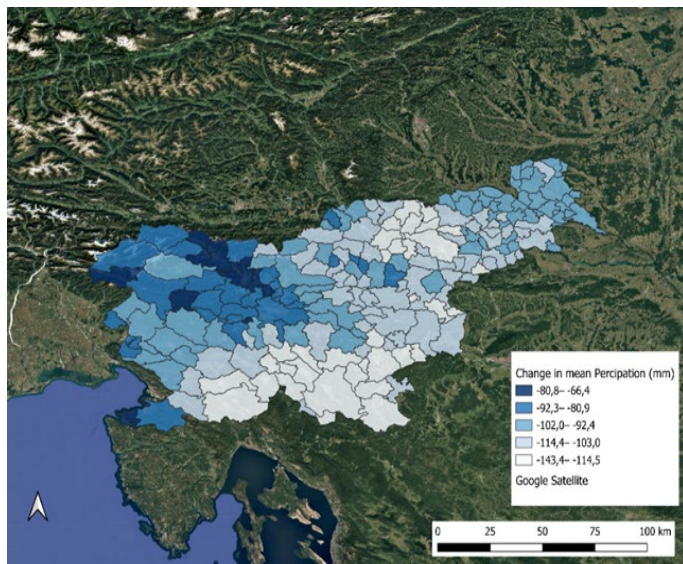 Change in mean Percipation (mm)
-80,8– -66,4
-92,3– -80,9
-102,0– -92,4
-114,4– -103,0
-143,4– -114,5
Google Satellite
0 25 50 75 100 km